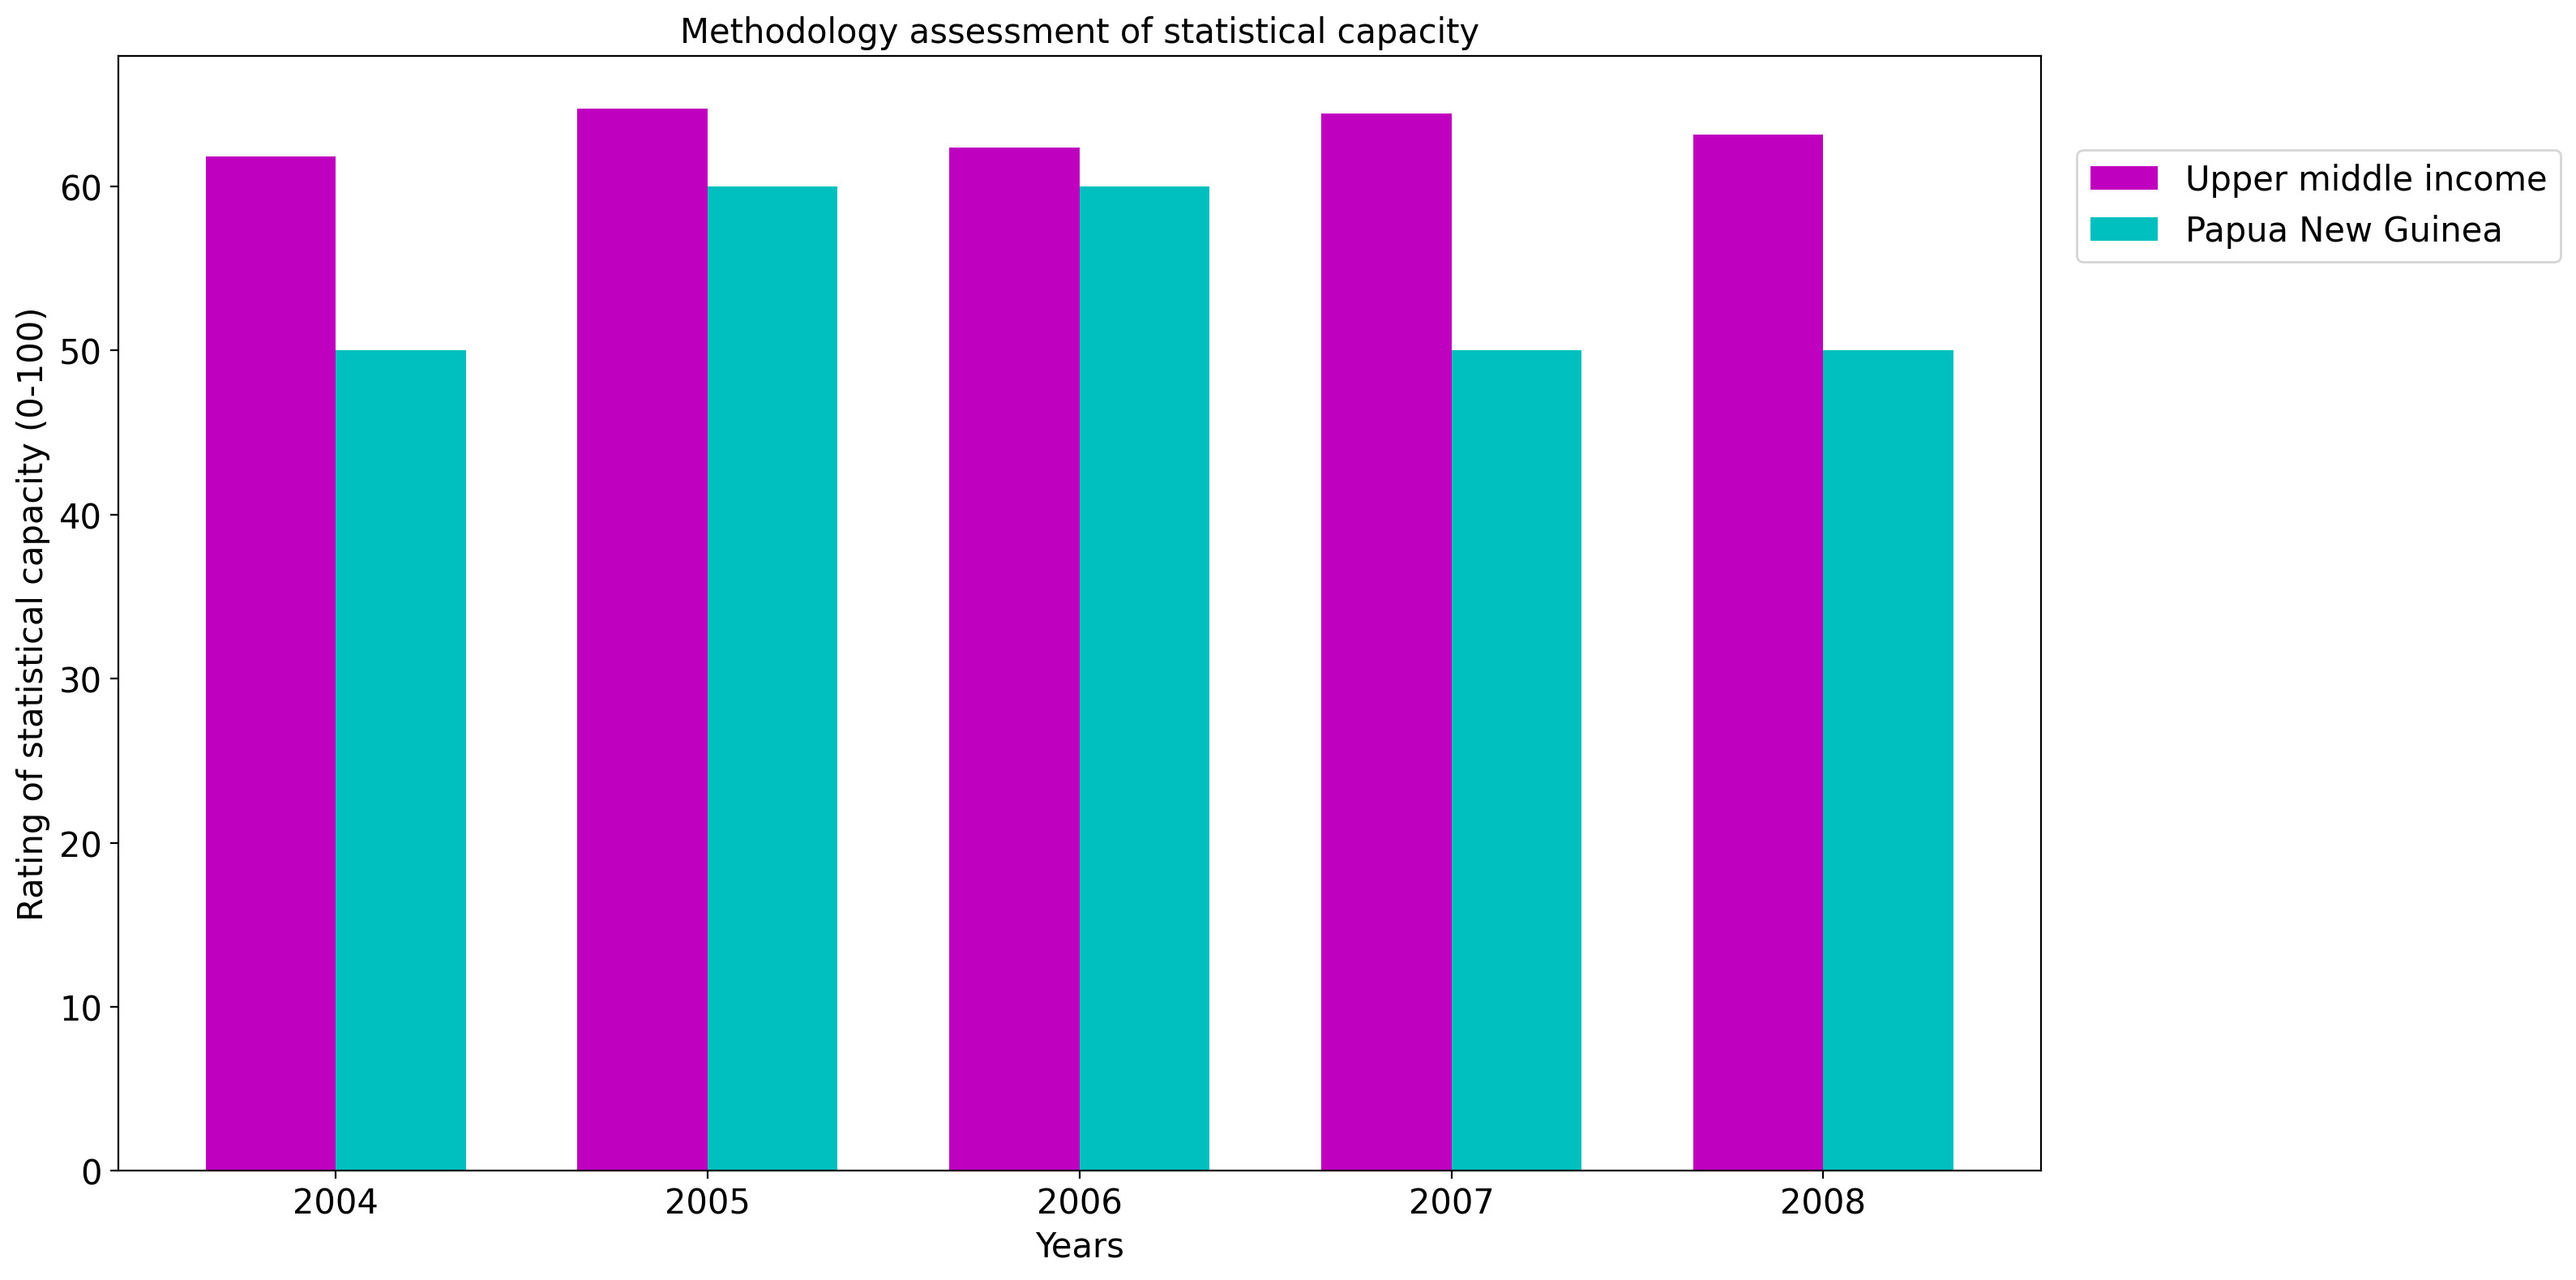 Methodology assessment of statistical capacity
Rating of statistical capacity (0-100)
60
50
40
30
20
10
0
2004 2005 2006 2007 2008
Years
Upper middle income
Papua New Guinea